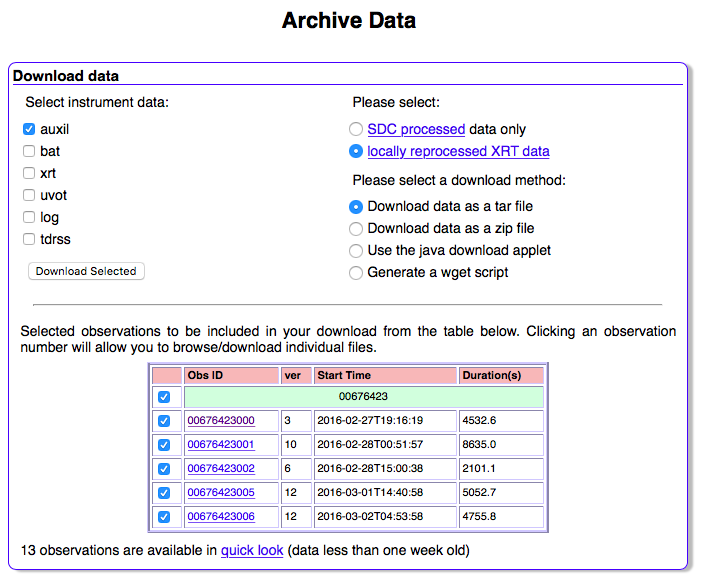 Archive Data
Download data
Select instrument data:
auxil
bat
xrt
uvot
log
tdrss
Download Selected
Please select:
SDC processed data only
locally reprocessed XRT data
Please select a download method:
Download data as a tar file
Download data as a zip file
Use the java download applet
Generate a wget script
Selected observations to be included in your download from the table below. Clicking an observation
number will allow you to browse/download individual files.
Obs ID ver Start Time Duration(s)
00676423
00676423000 3 2016-02-27T19:16:19 4532.6
00676423001 10 2016-02-28T00:51:57 8635.0
00676423002 6 2016-02-28T15:00:38 2101.1
00676423005 12 2016-03-01T14:40:58 5052.7
00676423006 12 2016-03-02T04:53:58 4755.8
13 observations are available in quick look (data less than one week old)